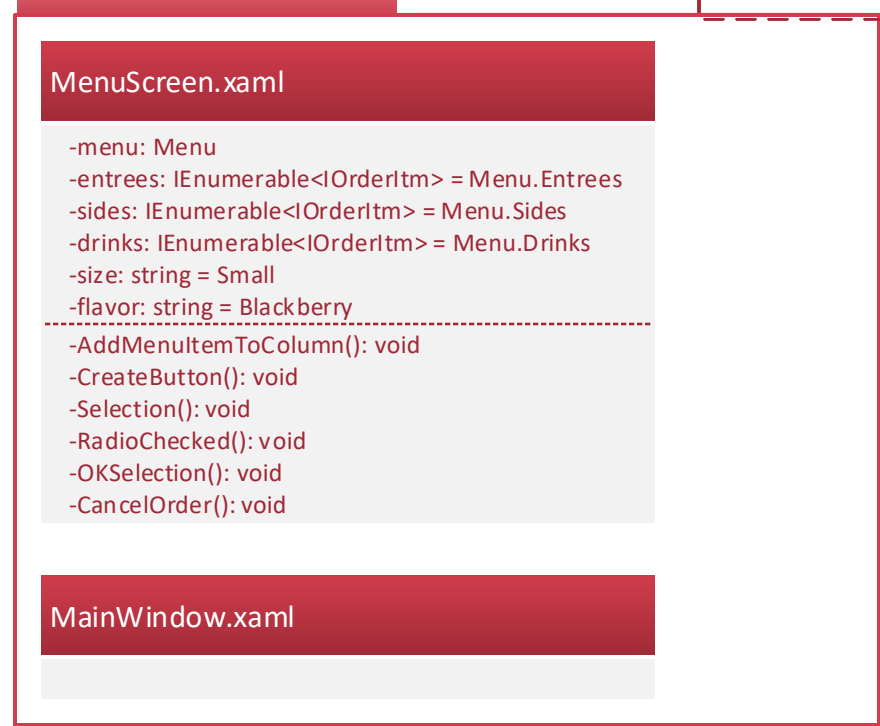 MenuScreen.xaml
-menu: Menu
-entrees: IEnumerable<IOrderItm> = Menu.Entrees
-sides: IEnumerable<IOrderItm> = Menu.Sides
-drinks: IEnumerable<IOrderItm> = Menu.Drinks
-size: string = Small
-flavor: string = Blackberry
-AddMenuItemToColumn(): void
-CreateButton(): void
-Selection(): void
-RadioChecked(): void
-OKSelection(): void
-CancelOrder(): void
MainWindow.xaml